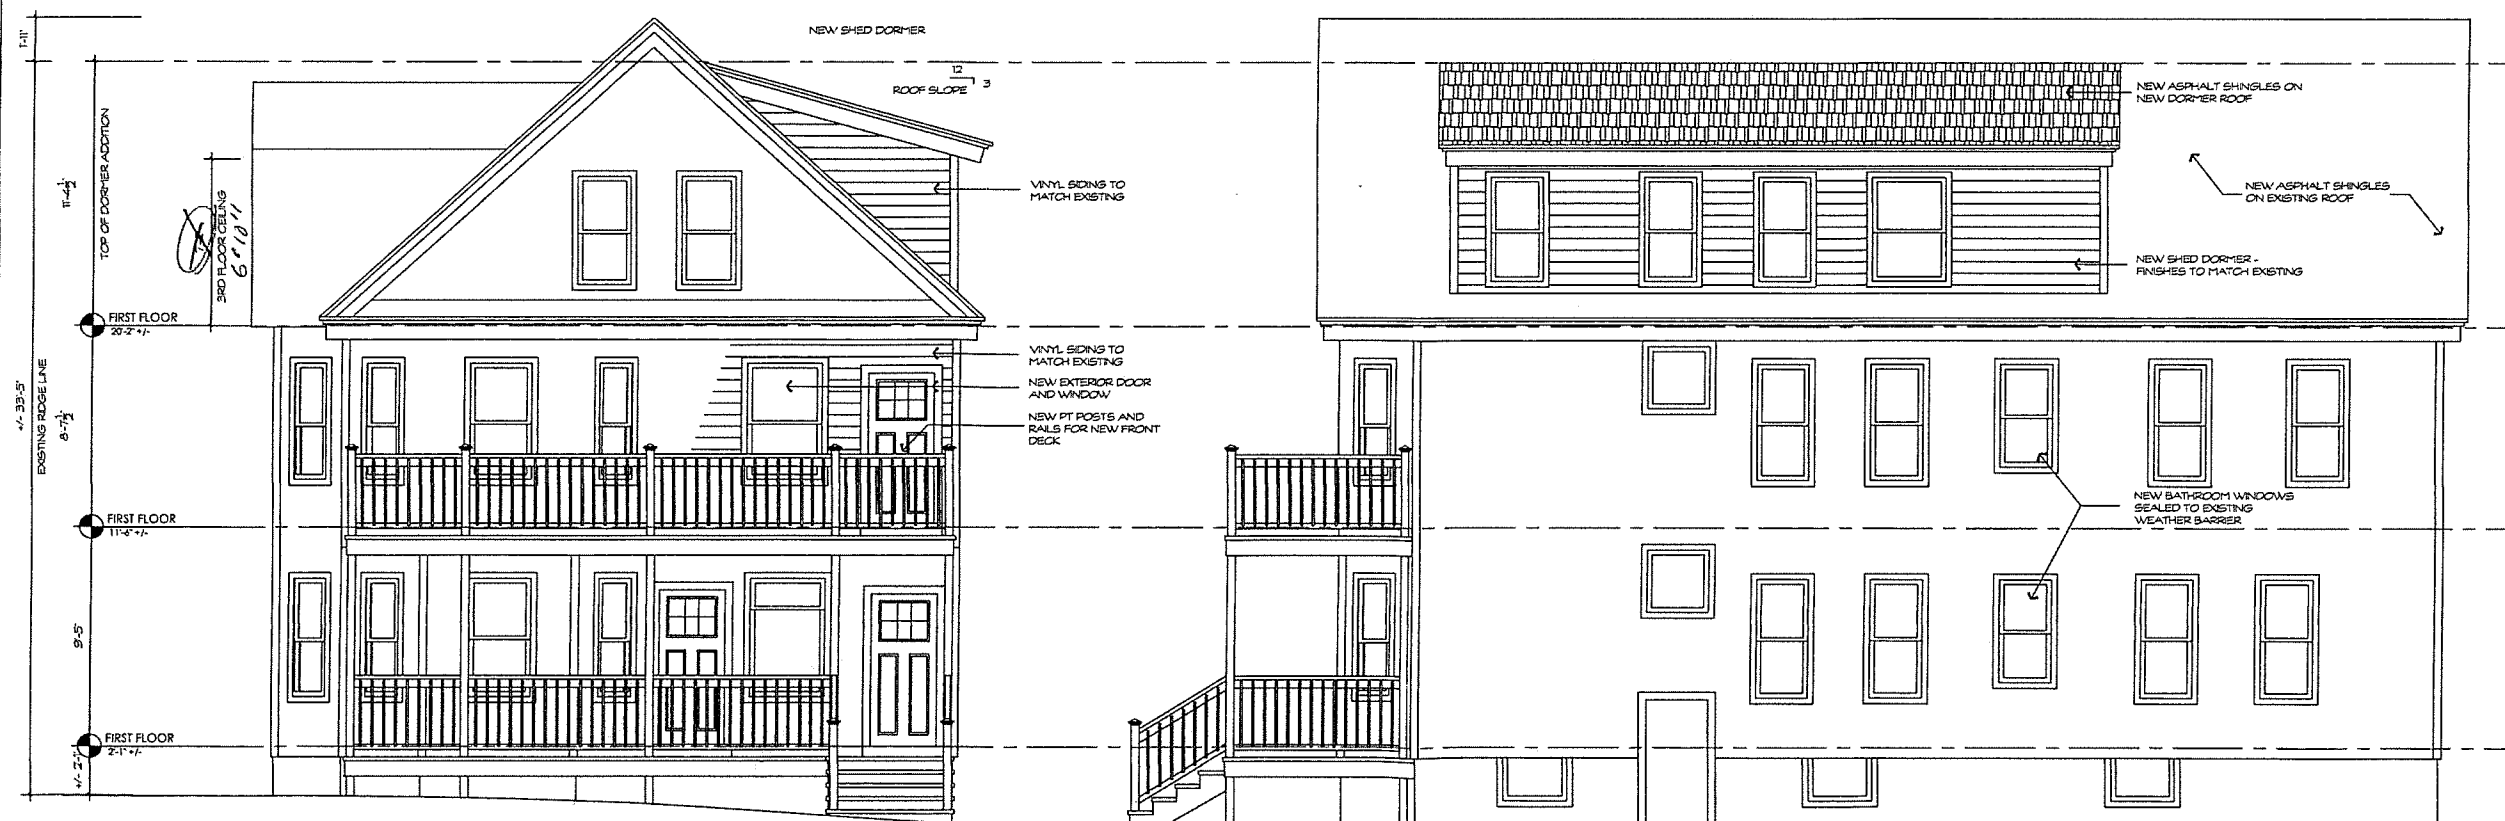 1'-11"
NEW SHED DORMER
12
3
ROOF SLOPE
TOP OF DORMER ADDITION
11'-4½"
3RD FLOOR CEILING
6'10"
VINYL SIDING TO
MATCH EXISTING
FIRST FLOOR
20'-2" +/-
+/- 33'-5"
EXISTING RIDGE LINE
8'-7½"
VINYL SIDING TO
MATCH EXISTING
NEW EXTERIOR DOOR
AND WINDOW
NEW PT POSTS AND
RAILS FOR NEW FRONT
DECK
FIRST FLOOR
11'-6" +/-
9'-5"
FIRST FLOOR
2'-1" +/-
+/- 2'-1"
NEW ASPHALT SHINGLES ON
NEW DORMER ROOF
NEW ASPHALT SHINGLES
ON EXISTING ROOF
NEW SHED DORMER -
FINISHES TO MATCH EXISTING
NEW BATHROOM WINDOWS
SEALED TO EXISTING
WEATHER BARRIER